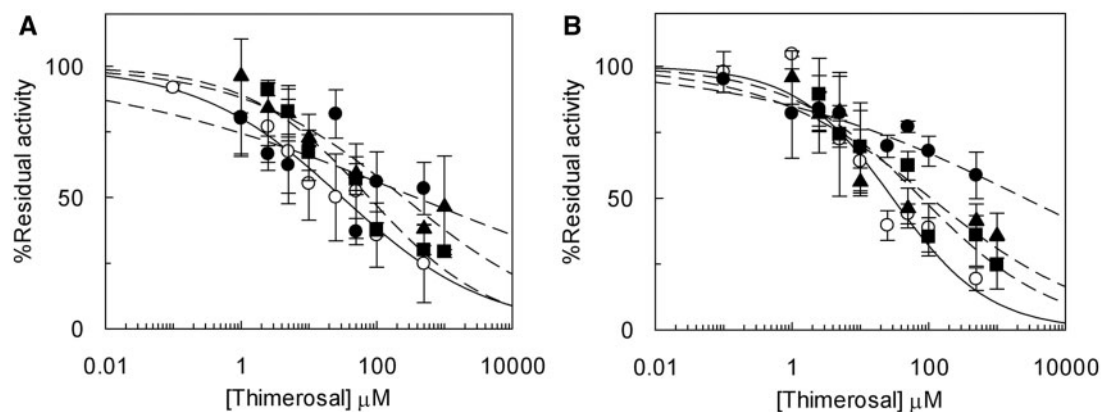 A
%Residual activity
100
50
0
0.01 1 100 10000
[Thimerosal] μM
B
%Residual activity
100
50
0
0.01 1 100 10000
[Thimerosal] μM